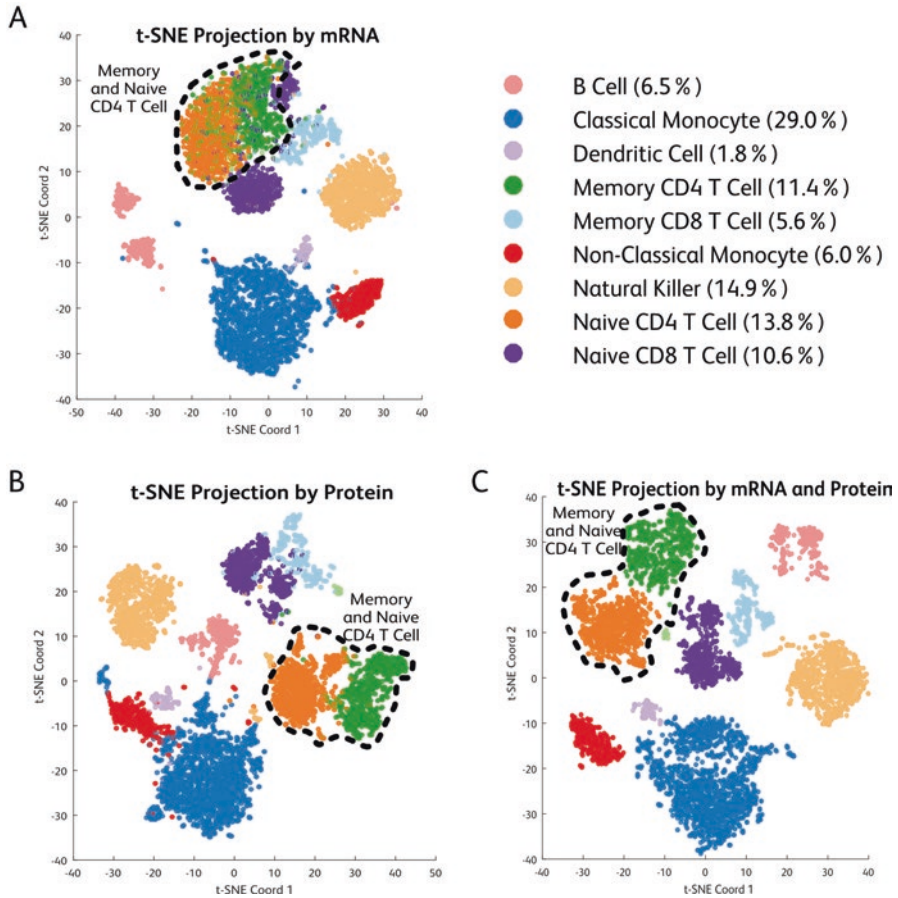 A
t-SNE Projection by mRNA
Memory
and Naive
CD4 T Cell
40
30
20
10
0
-10
-20
-30
-40
t-SNE Coord 2
-50
-40
-30
-20
-10
0
10
20
30
40
t-SNE Coord 1
B Cell (6.5 %)
Classical Monocyte (29.0 %)
Dendritic Cell (1.8 %)
Memory CD4 T Cell (11.4 %)
Memory CD8 T Cell (5.6 %)
Non-Classical Monocyte (6.0 %)
Natural Killer (14.9 %)
Naive CD4 T Cell (13.8 %)
Naive CD8 T Cell (10.6 %)
B
t-SNE Projection by Protein
Memory
and Naive
CD4 T Cell
40
30
20
10
0
-10
-20
-30
-40
t-SNE Coord 2
-40
-30
-20
-10
0
10
20
30
40
50
t-SNE Coord 1
C
t-SNE Projection by mRNA and Protein
Memory
and Naive
CD4 T Cell
40
30
20
10
0
-10
-20
-30
-40
t-SNE Coord 2
-40
-30
-20
-10
0
10
20
30
40
t-SNE Coord 1